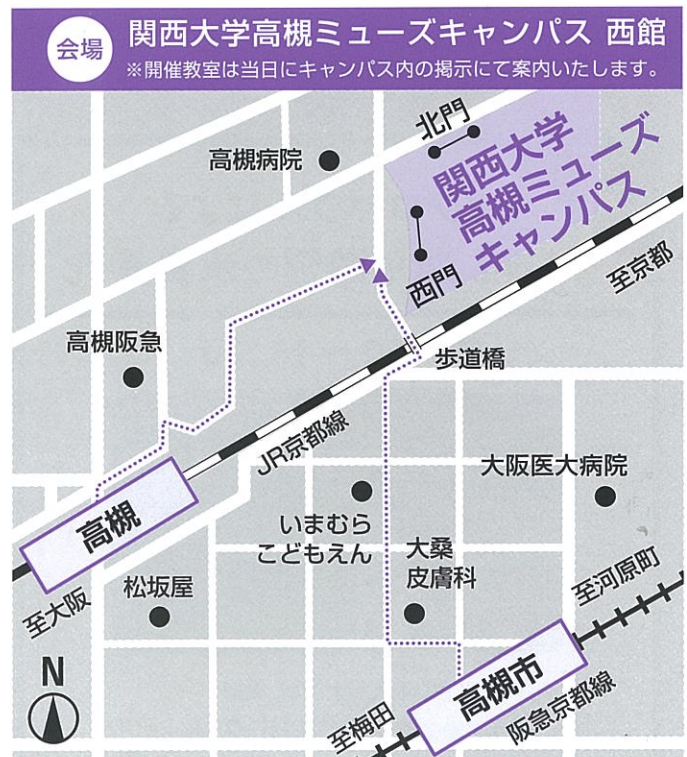 会場
関西大学高槻ミューズキャンパス 西館
※開催教室は当日にキャンパス内の掲示にて案内いたします。
北門
高槻病院
関西大学
高槻ミューズ
キャンパス
西門
至京都
高槻阪急
歩道橋
JR京都線
大阪医大病院
高槻
いまむら
こどもえん
大桑
皮膚科
至大阪
松坂屋
至河原町
N
高槻市
阪急京都線
至梅田